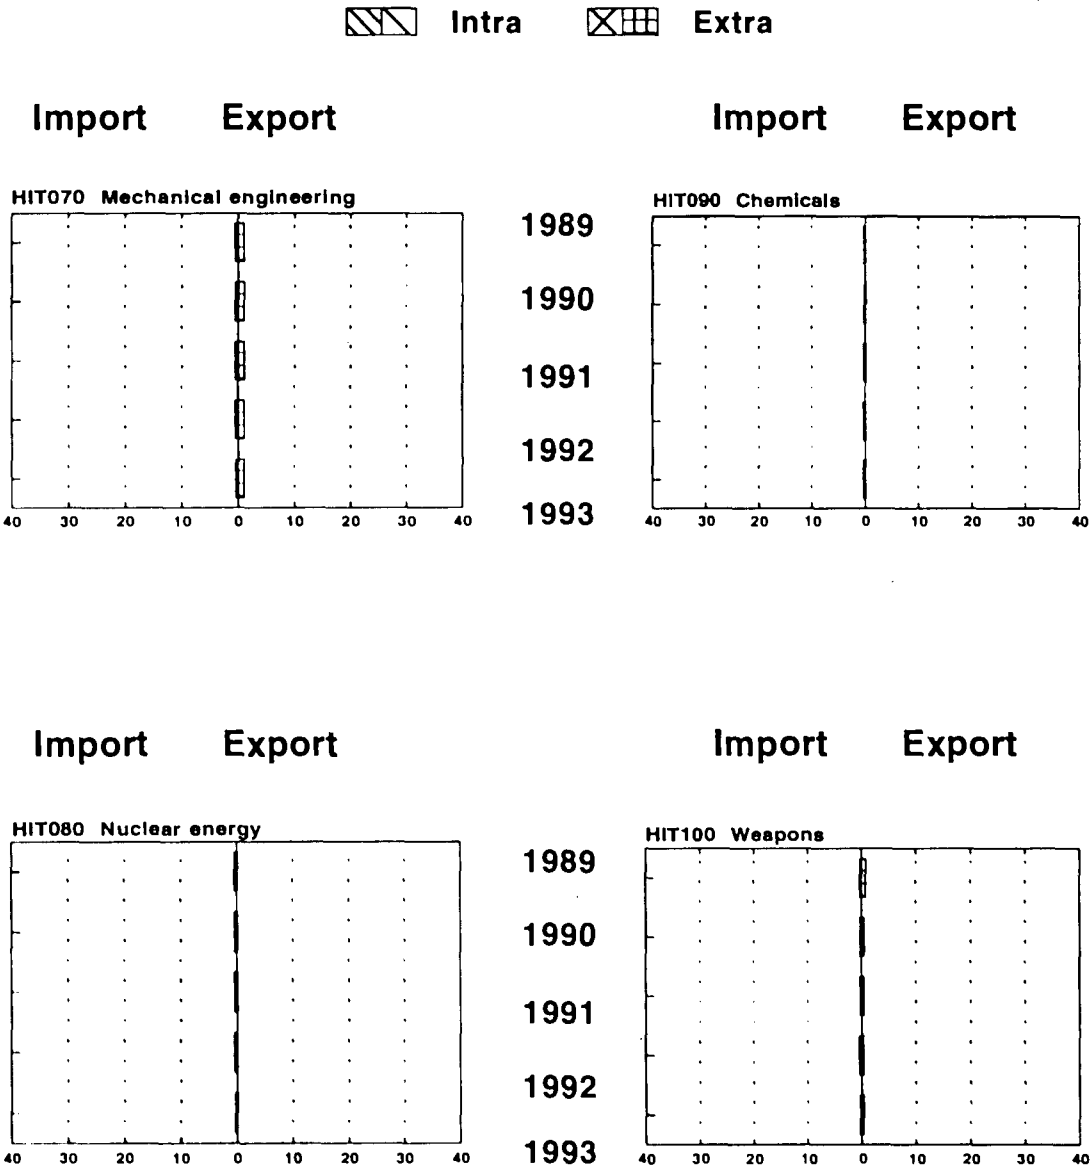 Intra Extra
Import Export Import Export
HIT070 Mechanical engineering
1989
1990
1991
1992
1993
40 30 20 10 0 10 20 30 40
HIT090 Chemicals
40 30 20 10 0 10 20 30 40
Import Export Import Export
HIT080 Nuclear energy
1989
1990
1991
1992
1993
40 30 20 10 0 10 20 30 40
HIT100 Weapons
40 30 20 10 0 10 20 30 40